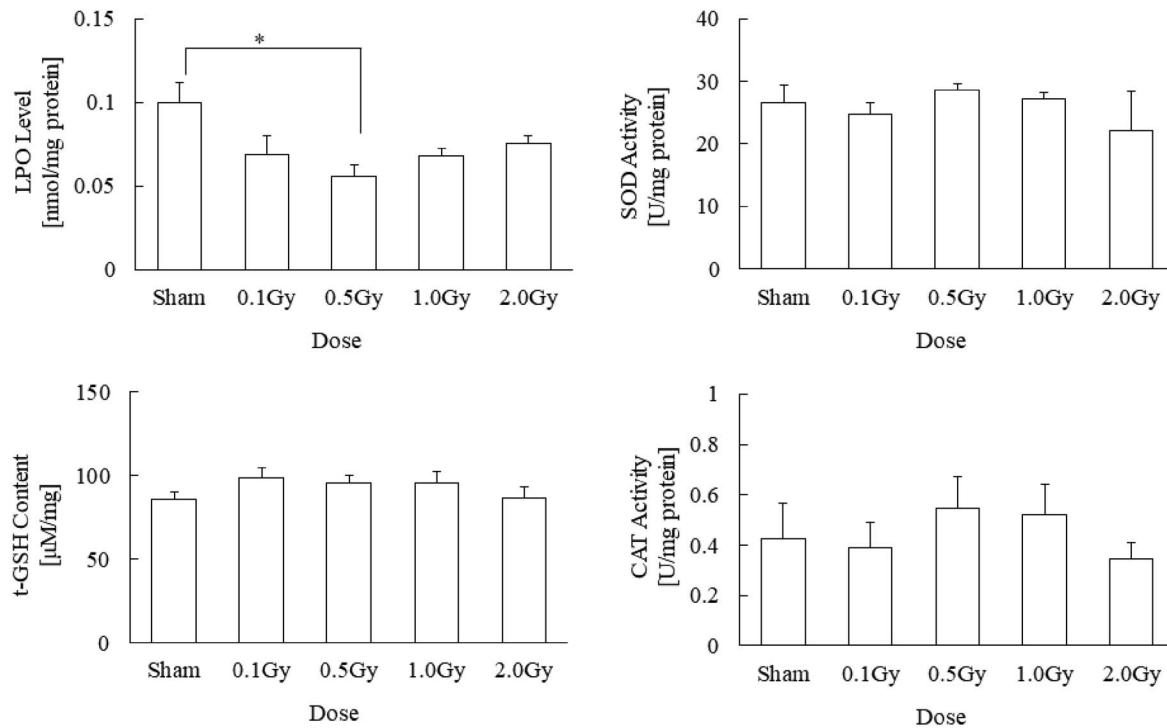 LPO Level
[nmol/mg protein]
0.15
0.1
0.05
0
*
Sham 0.1Gy 0.5Gy 1.0Gy 2.0Gy
Dose
SOD Activity
[U/mg protein]
40
30
20
10
0
Sham 0.1Gy 0.5Gy 1.0Gy 2.0Gy
Dose
t-GSH Content
[μM/mg]
150
100
50
0
Sham 0.1Gy 0.5Gy 1.0Gy 2.0Gy
Dose
CAT Activity
[U/mg protein]
1
0.8
0.6
0.4
0.2
0
Sham 0.1Gy 0.5Gy 1.0Gy 2.0Gy
Dose